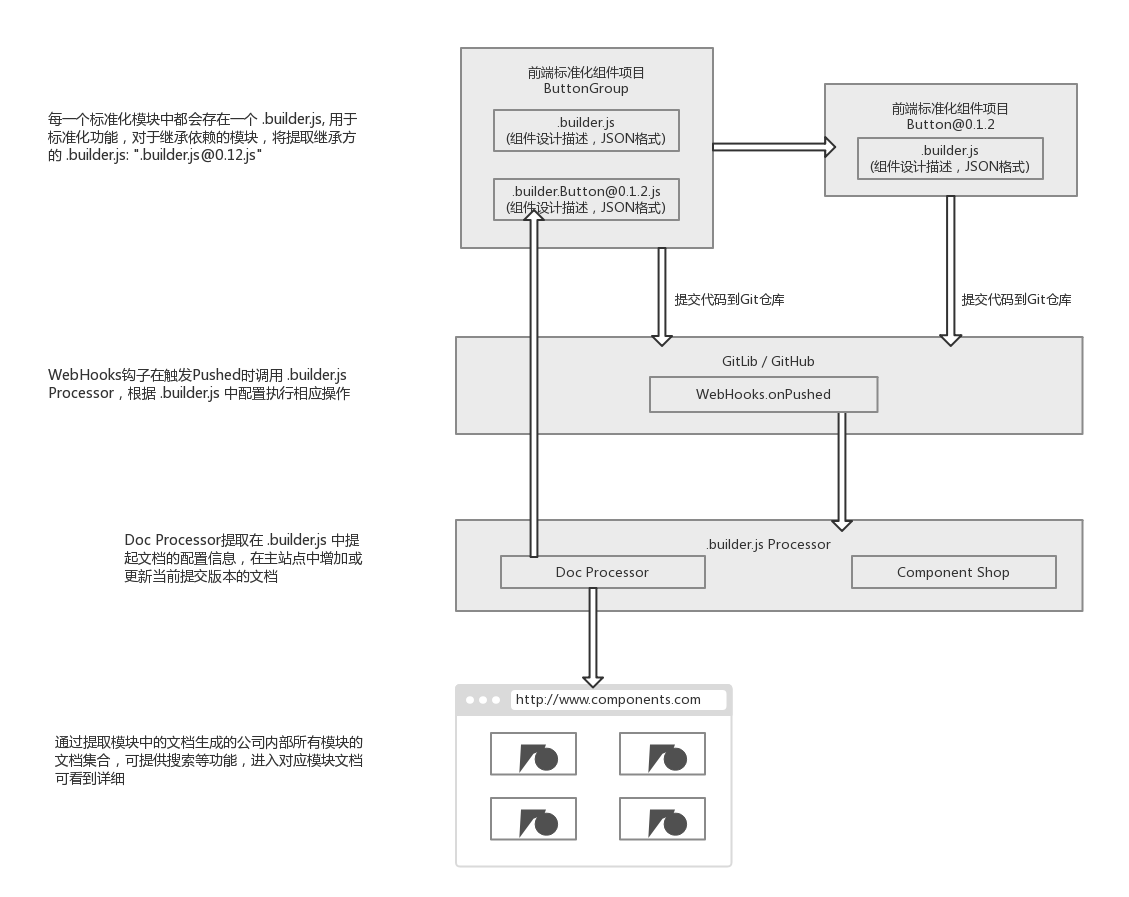 前端标准化组件项目
ButtonGroup
.builder.js
(组件设计描述，JSON格式)
.builder.Button@0.1.2.js
(组件设计描述，JSON格式)
前端标准化组件项目
Button@0.1.2
.builder.js
(组件设计描述，JSON格式)
每一个标准化模块中都会存在一个 .builder.js, 用于
标准化功能，对于继承依赖的模块，将提取继承方
的 .builder.js: ".builder.js@0.12.js"
提交代码到Git仓库
提交代码到Git仓库
GitLib / GitHub
WebHooks.onPushed
WebHooks钩子在触发Pushed时调用 .builder.js
Processor，根据 .builder.js 中配置执行相应操作
.builder.js Processor
Doc Processor
Component Shop
Doc Processor提取在 .builder.js 中提
起文档的配置信息，在主站点中增加或
更新当前提交版本的文档
http://www.components.com
通过提取模块中的文档生成的公司内部所有模块的
文档集合，可提供搜索等功能，进入对应模块文档
可看到详细